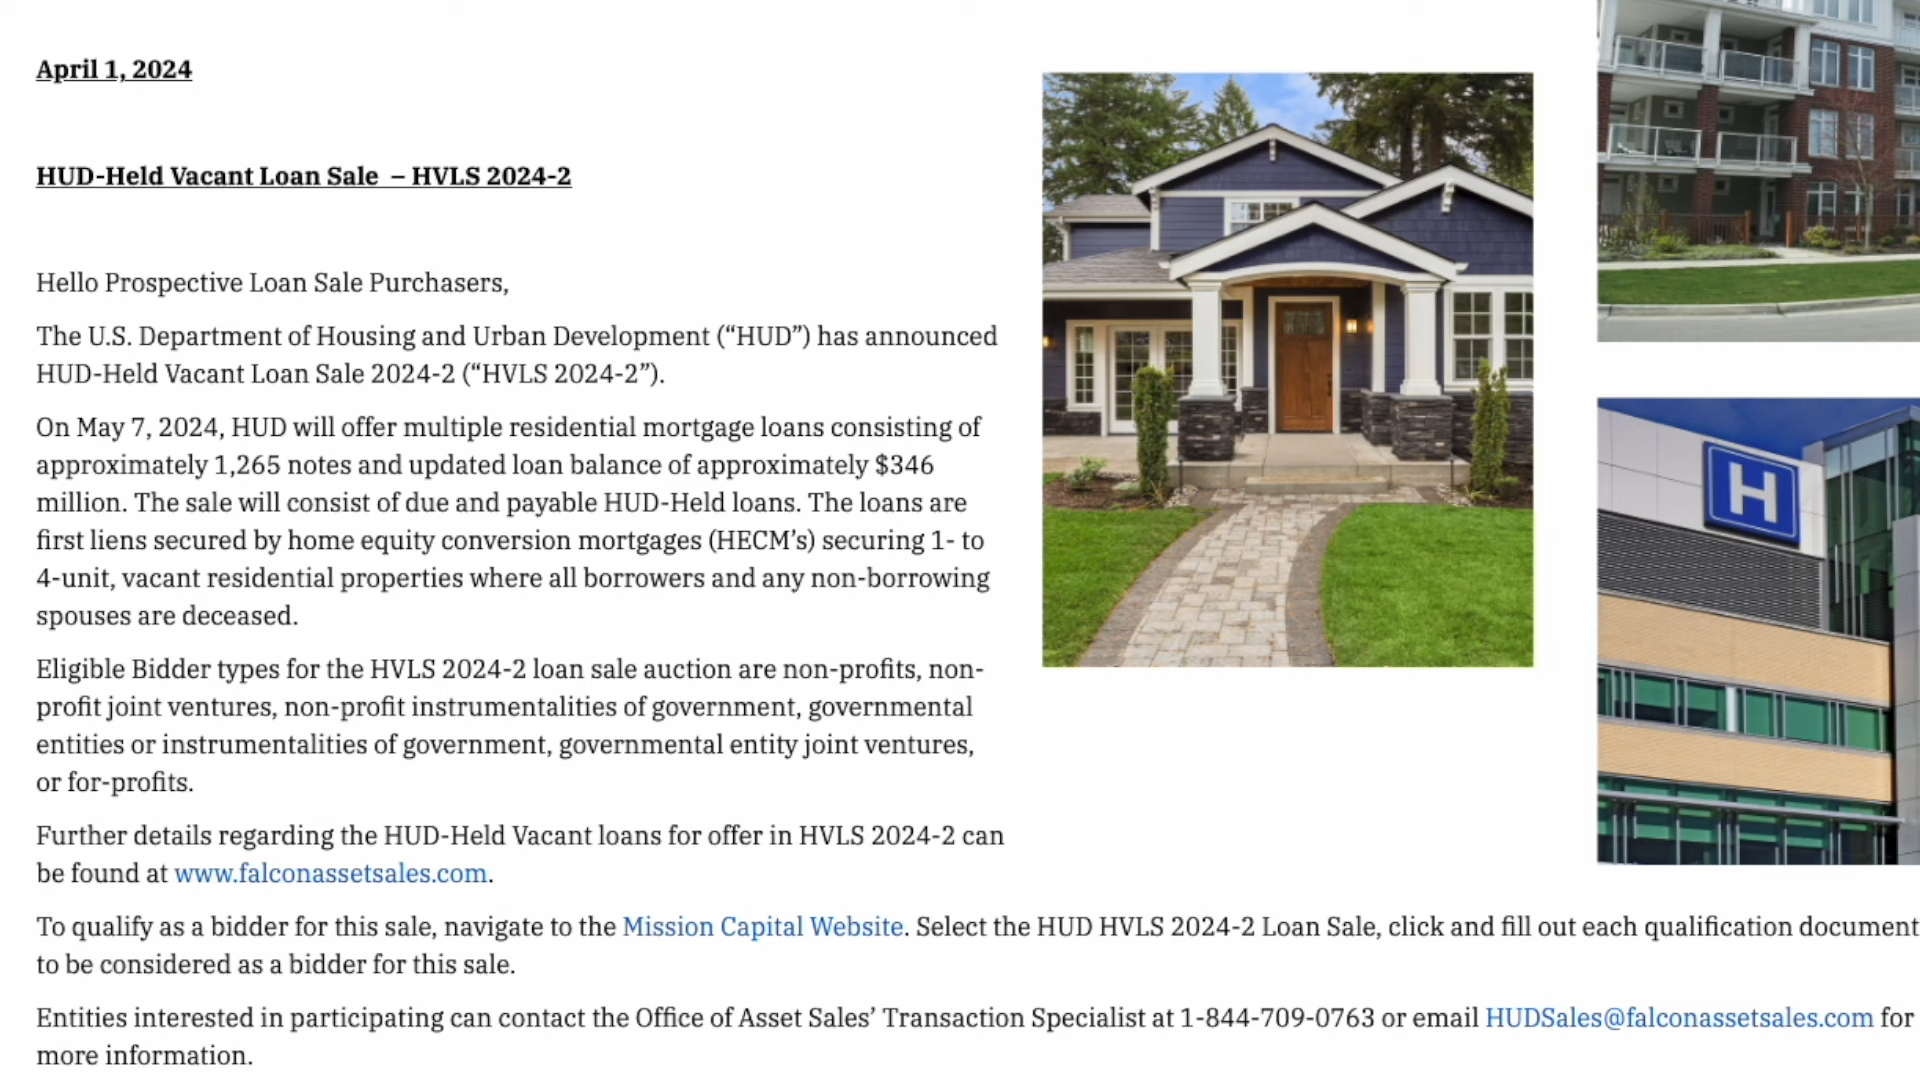 April 1, 2024
HUD-Held Vacant Loan Sale – HVLS 2024-2
Hello Prospective Loan Sale Purchasers,
The U.S. Department of Housing and Urban Development (“HUD”) has announced
HUD-Held Vacant Loan Sale 2024-2 (“HVLS 2024-2”).
On May 7, 2024, HUD will offer multiple residential mortgage loans consisting of
approximately 1,265 notes and updated loan balance of approximately $346
million. The sale will consist of due and payable HUD-Held loans. The loans are
first liens secured by home equity conversion mortgages (HECM’s) securing 1- to
4-unit, vacant residential properties where all borrowers and any non-borrowing
spouses are deceased.
Eligible Bidder types for the HVLS 2024-2 loan sale auction are non-profits, non-
profit joint ventures, non-profit instrumentalities of government, governmental
entities or instrumentalities of government, governmental entity joint ventures,
or for-profits.
Further details regarding the HUD-Held Vacant loans for offer in HVLS 2024-2 can
be found at www.falconassetsales.com.
To qualify as a bidder for this sale, navigate to the Mission Capital Website. Select the HUD HVLS 2024-2 Loan Sale, click and fill out each qualification document
to be considered as a bidder for this sale.
Entities interested in participating can contact the Office of Asset Sales’ Transaction Specialist at 1-844-709-0763 or email HUDSales@falconassetsales.com for
more information.
H